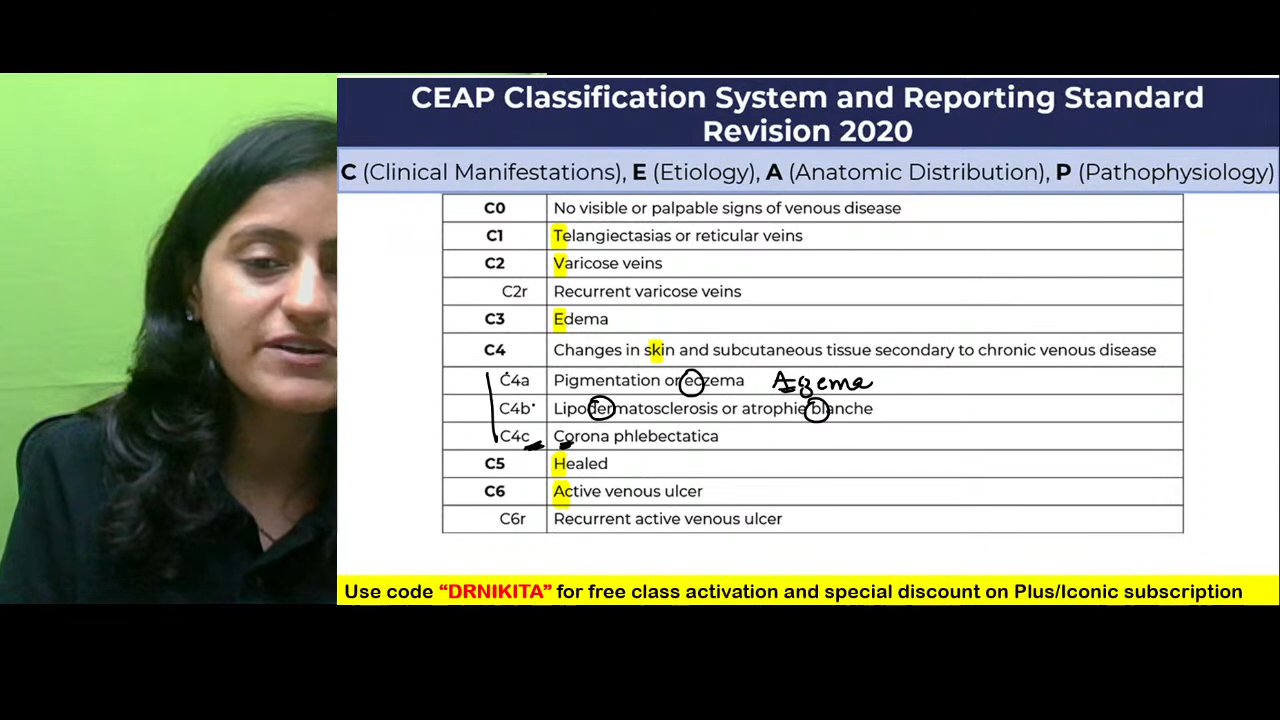 CEAP Classification System and Reporting Standard
Revision 2020
C (Clinical Manifestations), E (Etiology), A (Anatomic Distribution), P (Pathophysiology)
C0 No visible or palpable signs of venous disease
C1 Telangiectasias or reticular veins
C2 Varicose veins
C2r Recurrent varicose veins
C3 Edema
C4 Changes in skin and subcutaneous tissue secondary to chronic venous disease
C4a Pigmentation or eczema
C4b Lipodermatosclerosis or atrophie blanche
C4c Corona phlebectatica
C5 Healed
C6 Active venous ulcer
C6r Recurrent active venous ulcer
Use code “DRNIKITA” for free class activation and special discount on Plus/Iconic subscription